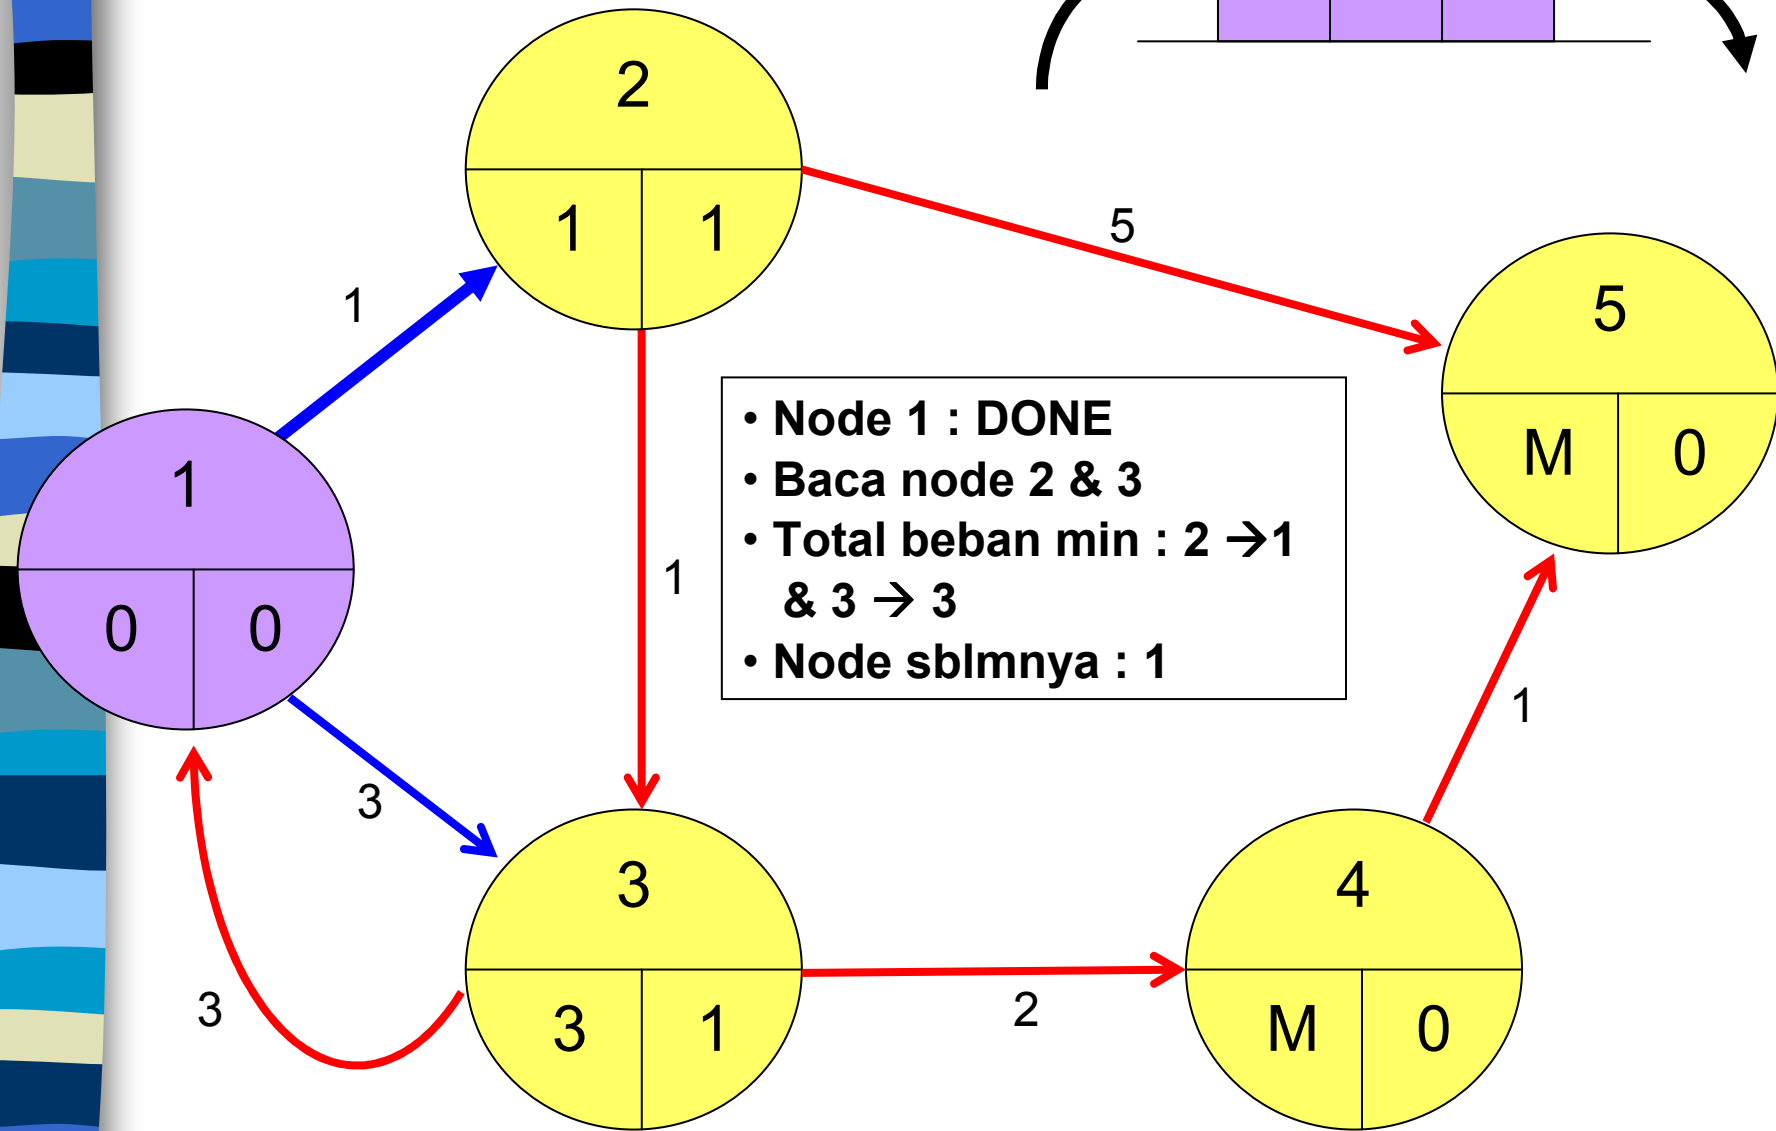 2
1 1
5
1
5
M 0
• Node 1 : DONE
• Baca node 2 & 3
• Total beban min : 2 →1
& 3 → 3
• Node sblmnya : 1
1
0 0
1
1
3
3
3 1
3
2
4
M 0